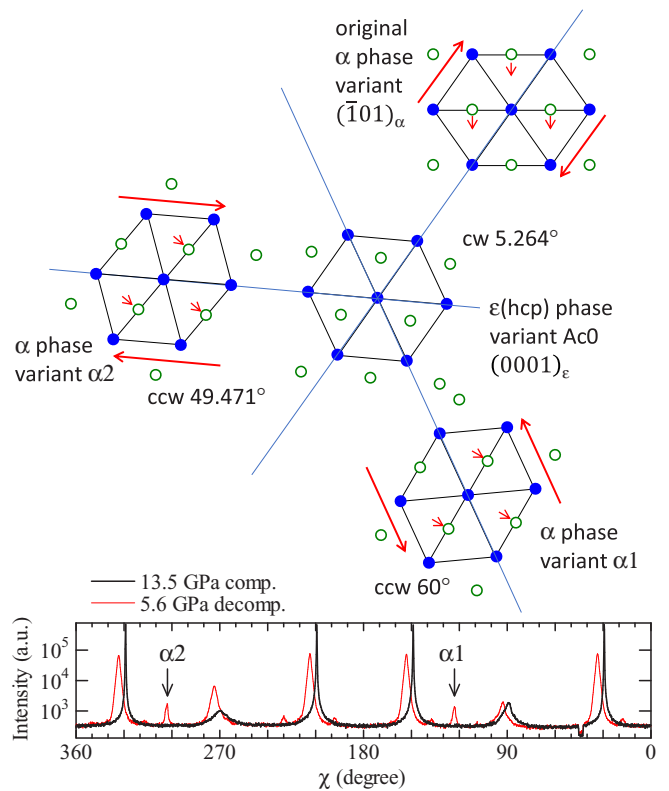 original
α phase
variant
(1̅01)α
cw 5.264°
ε(hcp) phase
variant Ac0
(0001)ε
α phase
variant α2
ccw 49.471°
α phase
variant α1
ccw 60°
13.5 GPa comp.
5.6 GPa decomp.
α2
α1
Intensity (a.u.)
10⁵
10⁴
10³
360 270 180 90 0
χ (degree)